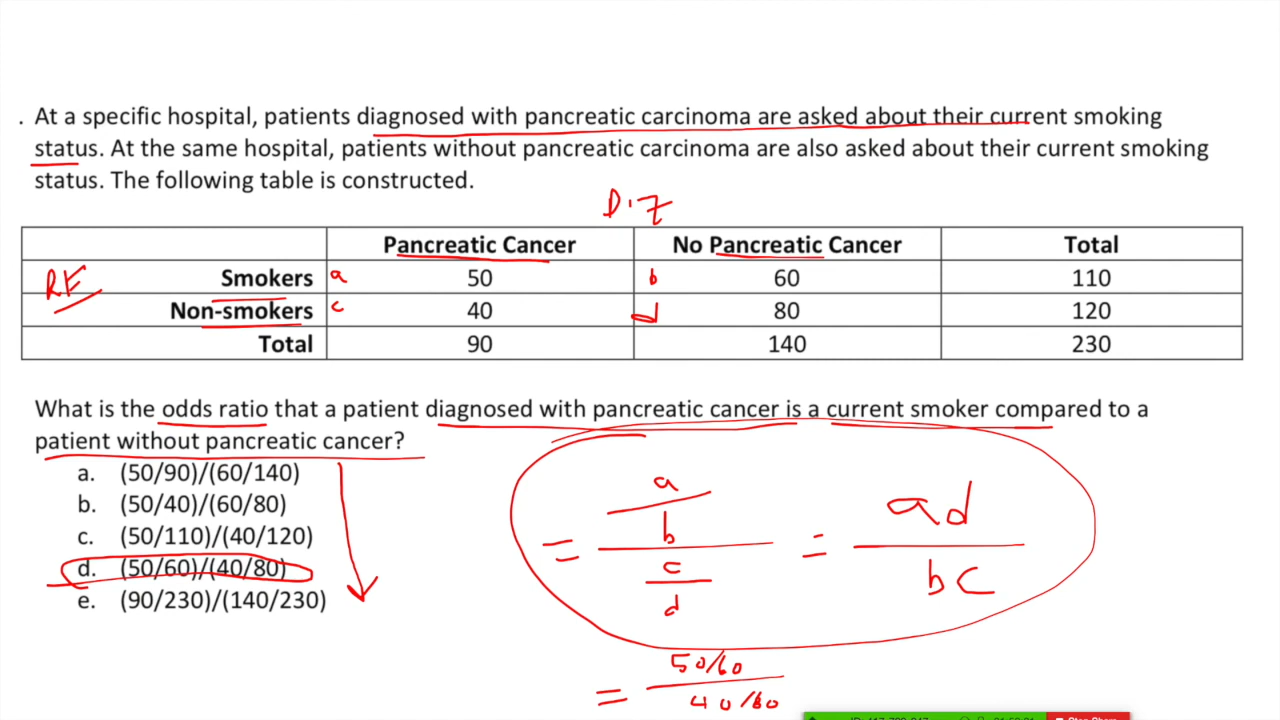 . At a specific hospital, patients diagnosed with pancreatic carcinoma are asked about their current smoking
status. At the same hospital, patients without pancreatic carcinoma are also asked about their current smoking
status. The following table is constructed.
D.Z
Pancreatic Cancer No Pancreatic Cancer Total
RF Smokers a 50 b 60 110
Non-smokers c 40 d 80 120
Total 90 140 230
What is the odds ratio that a patient diagnosed with pancreatic cancer is a current smoker compared to a
patient without pancreatic cancer?
a. (50/90)/(60/140)
b. (50/40)/(60/80)
c. (50/110)/(40/120)
d. (50/60)/(40/80)
e. (90/230)/(140/230)
a
b
c
d
= =
ad
bc
50/60
=
40/80